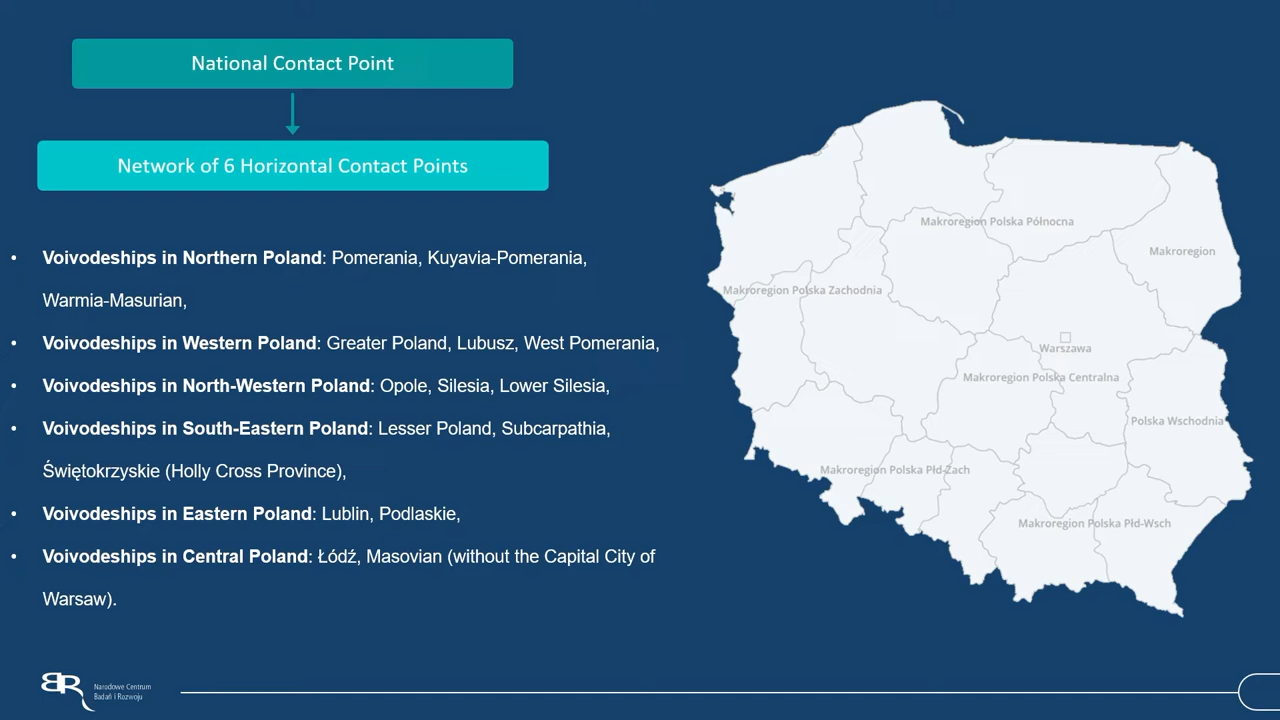 National Contact Point
Network of 6 Horizontal Contact Points
• Voivodeships in Northern Poland: Pomerania, Kuyavia-Pomerania,
Warmia-Masurian,
• Voivodeships in Western Poland: Greater Poland, Lubusz, West Pomerania,
• Voivodeships in North-Western Poland: Opole, Silesia, Lower Silesia,
• Voivodeships in South-Eastern Poland: Lesser Poland, Subcarpathia,
Świętokrzyskie (Holly Cross Province),
• Voivodeships in Eastern Poland: Lublin, Podlaskie,
• Voivodeships in Central Poland: Łódź, Masovian (without the Capital City of
Warsaw).
Makroregion Polska Północna
Makroregion
Makroregion Polska Zachodnia
Warszawa
Makroregion Polska Centralna
Polska Wschodnia
Makroregion Polska Płd-Zach
Makroregion Polska Płd-Wsch
Narodowe Centrum
Badań i Rozwoju